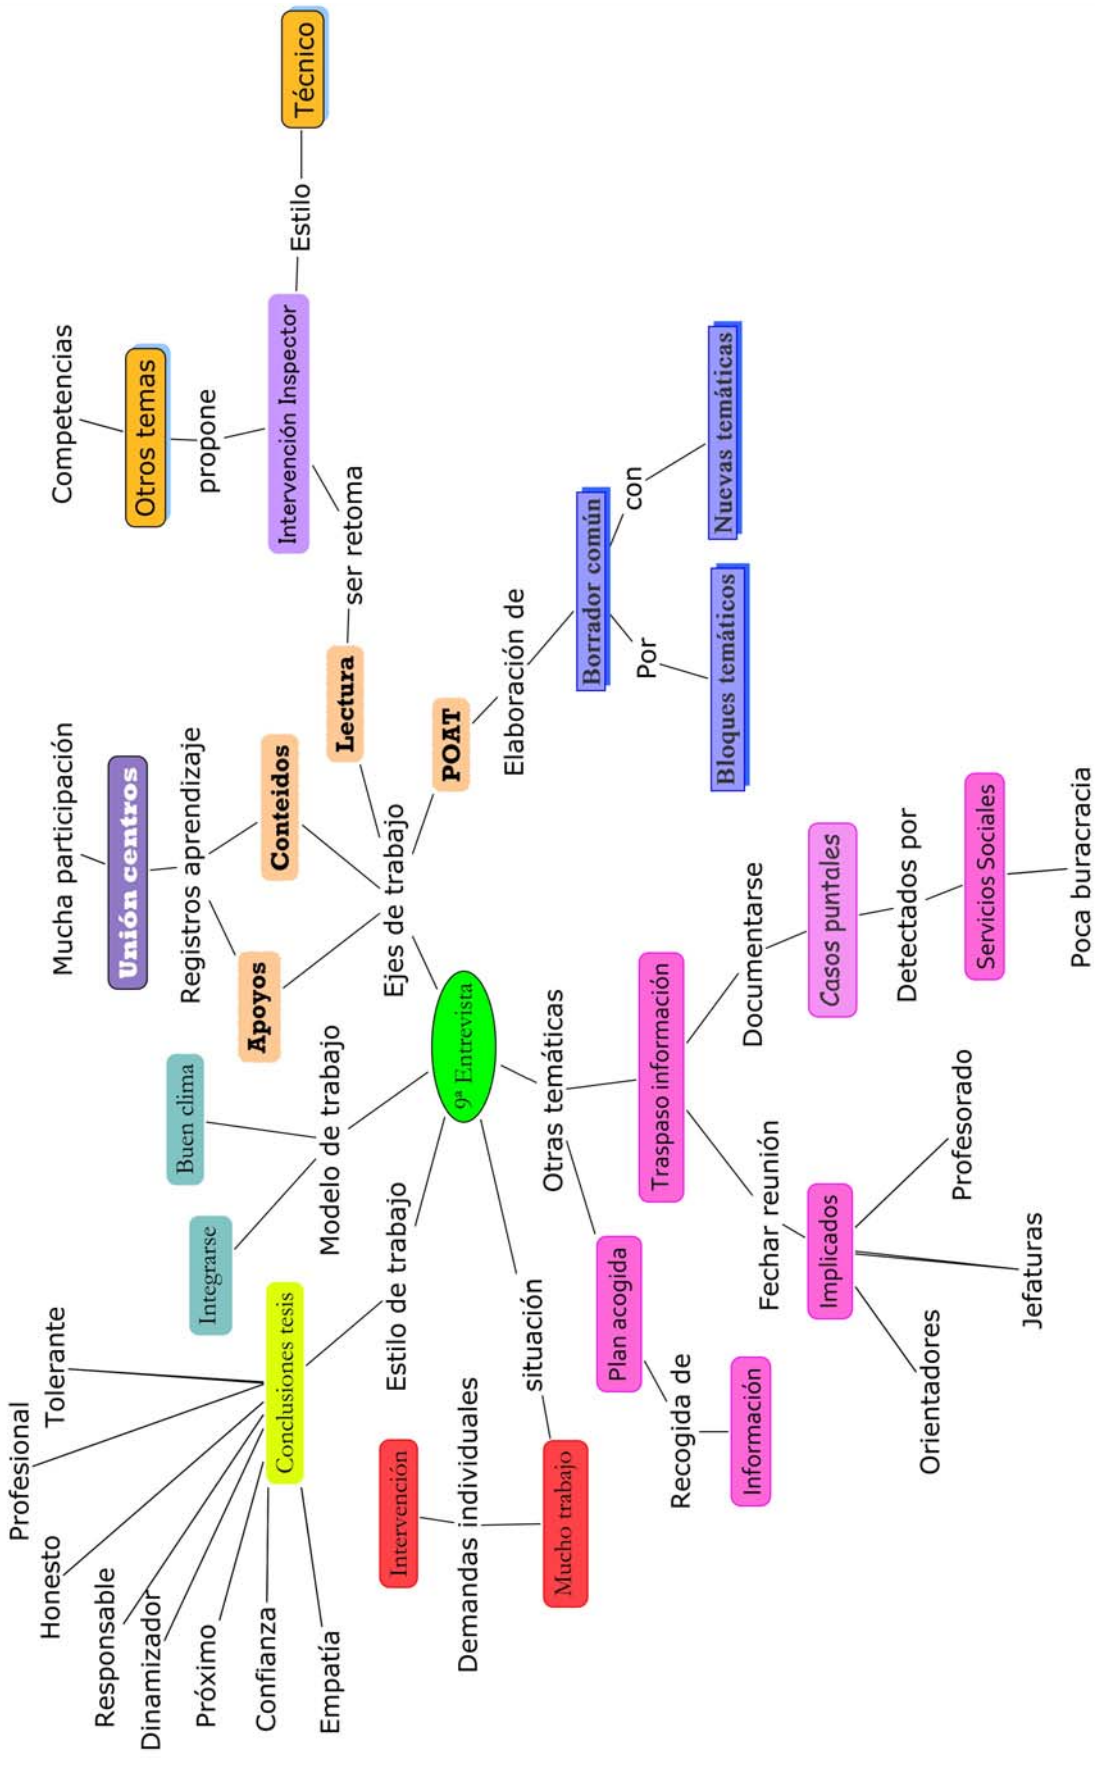 Profesional
Tolerante
Honesto
Responsable
Dinamizador
Próximo
Confianza
Empatía
Conclusiones tesis
Estilo de trabajo
Integrarse
Buen clima
Modelo de trabajo
Mucha participación
Unión centros
Registros aprendizaje
Apoyos
Conteidos
Lectura
POAT
Ejes de trabajo
ser retoma
Competencias
Otros temas
propone
Intervención Inspector
Estilo
Técnico
9ª Entrevista
Intervención
Demandas individuales
Mucho trabajo
situación
Otras temáticas
Plan acogida
Recogida de
Información
Traspaso información
Fechar reunión
Implicados
Orientadores
Jefaturas
Profesorado
Documentarse
Casos puntales
Detectados por
Servicios Sociales
Poca buracracia
Elaboración de
Borrador común
Por
con
Bloques temáticos
Nuevas temáticas